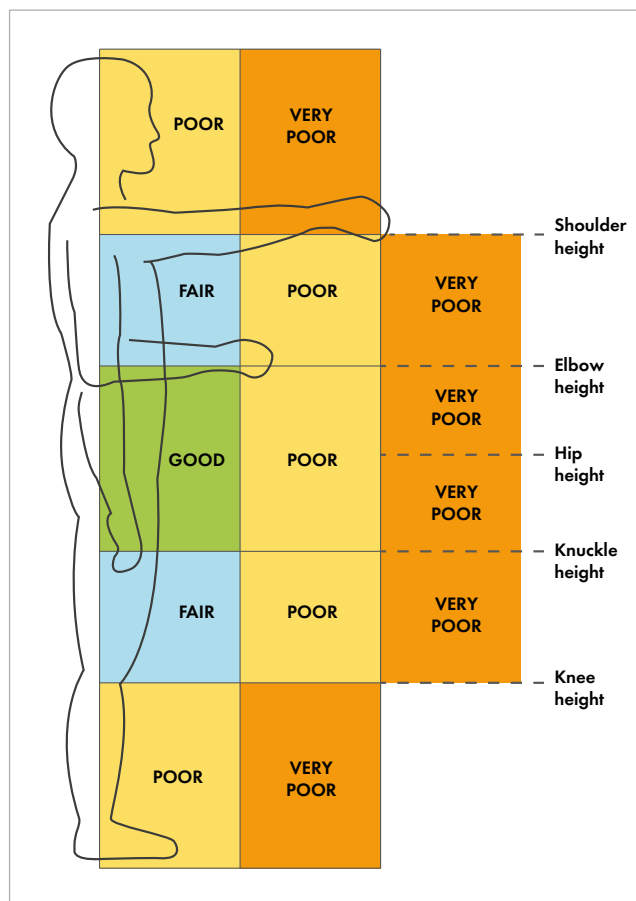 POOR
VERY
POOR
Shoulder
height
FAIR
POOR
VERY
POOR
Elbow
height
VERY
POOR
GOOD
POOR
Hip
height
VERY
POOR
Knuckle
height
FAIR
POOR
VERY
POOR
Knee
height
POOR
VERY
POOR